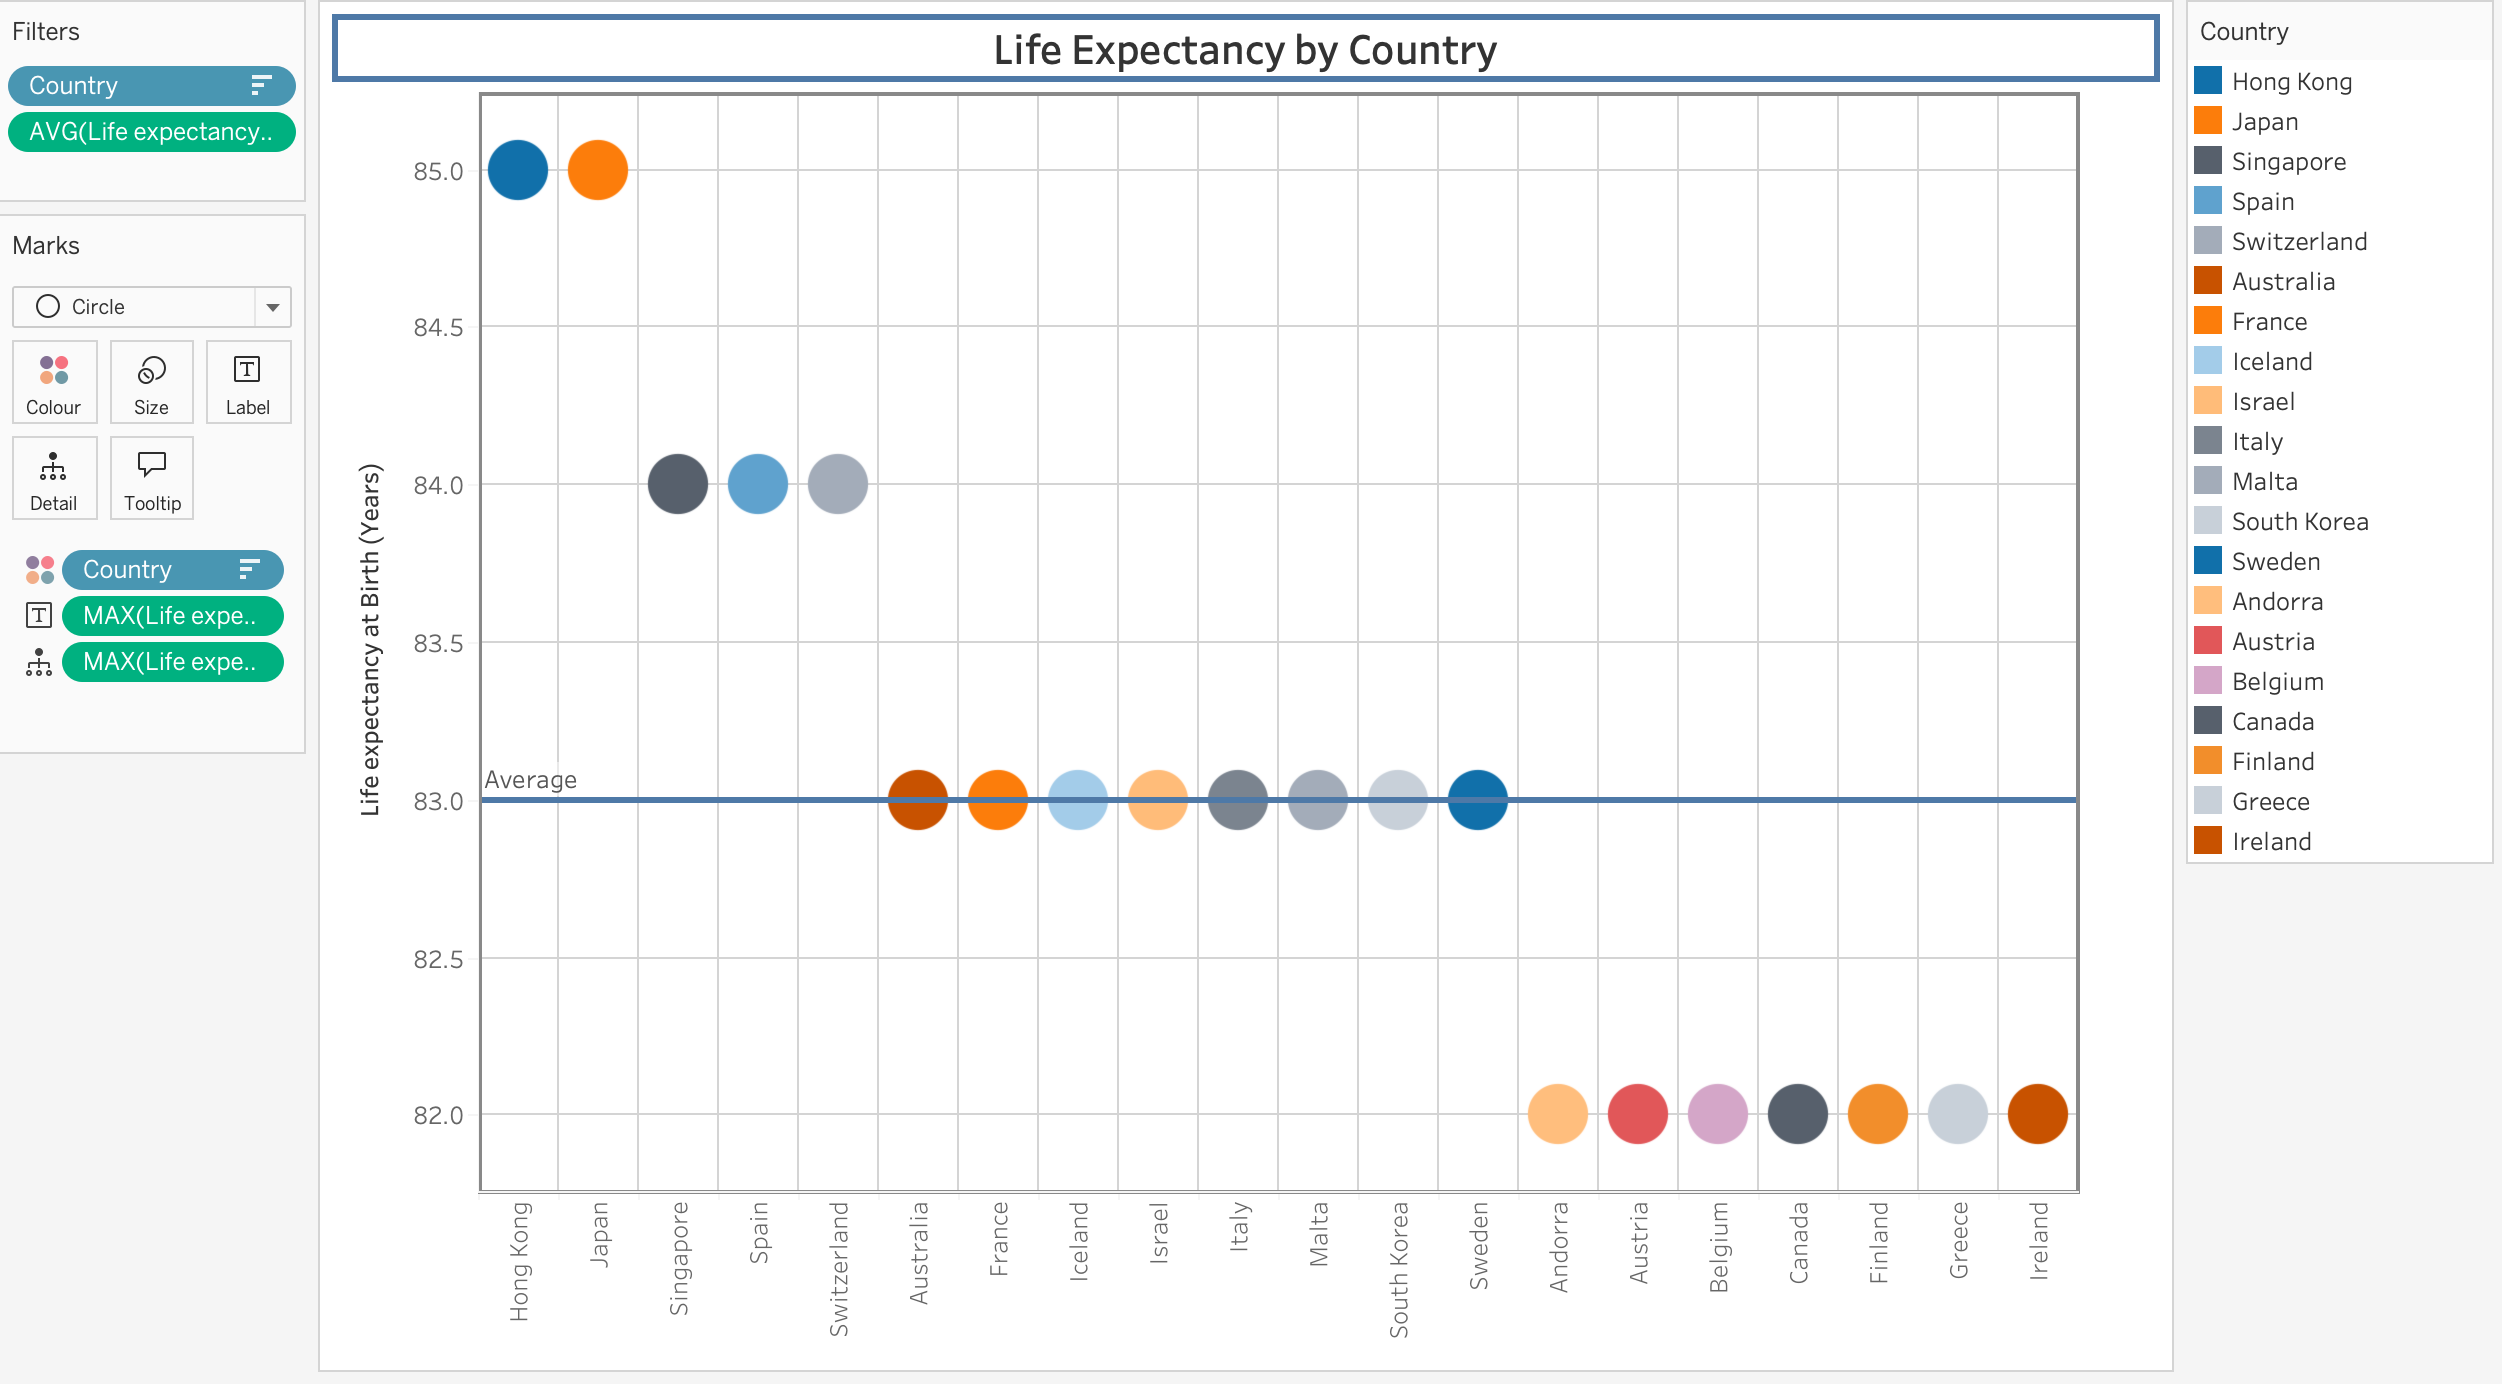 Filters
Country
AVG(Life expectancy..
Marks
Circle
Colour
Size
Label
Detail
Tooltip
Country
MAX(Life expe..
MAX(Life expe..
Life Expectancy by Country
Life expectancy at Birth (Years)
85.0
84.5
84.0
83.5
Average
83.0
82.5
82.0
Hong Kong
Japan
Singapore
Spain
Switzerland
Australia
France
Iceland
Israel
Italy
Malta
South Korea
Sweden
Andorra
Austria
Belgium
Canada
Finland
Greece
Ireland
Country
Hong Kong
Japan
Singapore
Spain
Switzerland
Australia
France
Iceland
Israel
Italy
Malta
South Korea
Sweden
Andorra
Austria
Belgium
Canada
Finland
Greece
Ireland